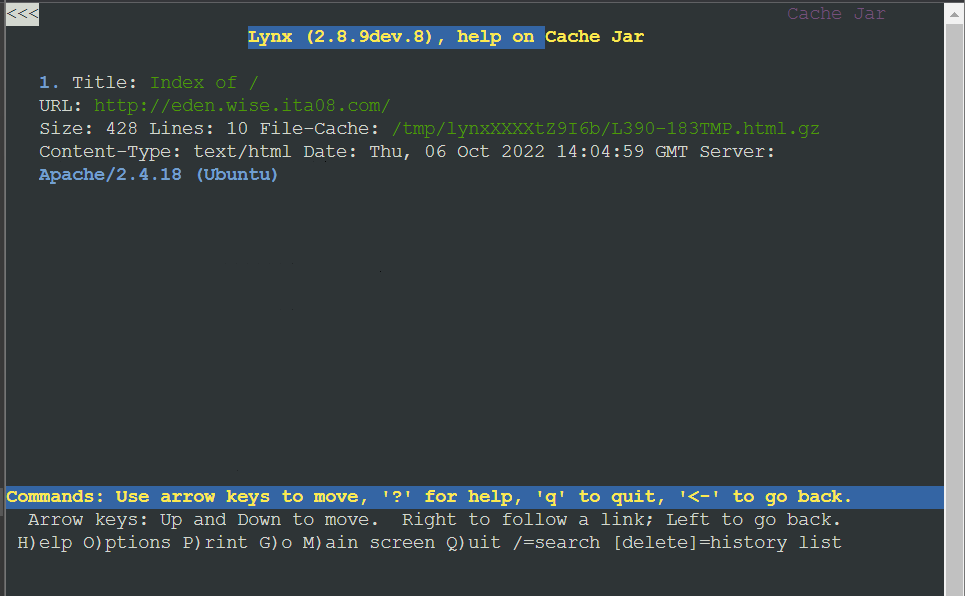 <<< Cache Jar
Lynx (2.8.9dev.8), help on Cache Jar
1. Title: Index of /
URL: http://eden.wise.ita08.com/
Size: 428 Lines: 10 File-Cache: /tmp/lynxXXXXtZ9I6b/L390-183TMP.html.gz
Content-Type: text/html Date: Thu, 06 Oct 2022 14:04:59 GMT Server:
Apache/2.4.18 (Ubuntu)
Commands: Use arrow keys to move, '?' for help, 'q' to quit, '<-' to go back.
Arrow keys: Up and Down to move.  Right to follow a link; Left to go back.
H)elp O)ptions P)rint G)o M)ain screen Q)uit /=search [delete]=history list